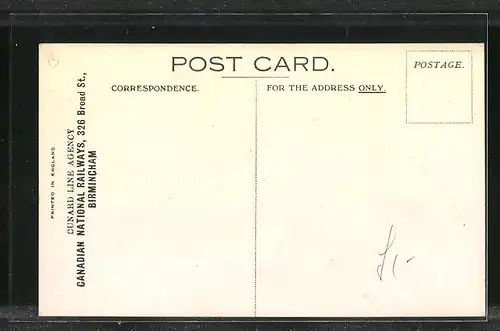 POST CARD.
CORRESPONDENCE.
FOR THE ADDRESS ONLY.
POSTAGE.
PRINTED IN ENGLAND
CUNARD LINE AGENCY
CANADIAN NATIONAL RAILWAYS, 326 Broad St.,
BIRMINGHAM